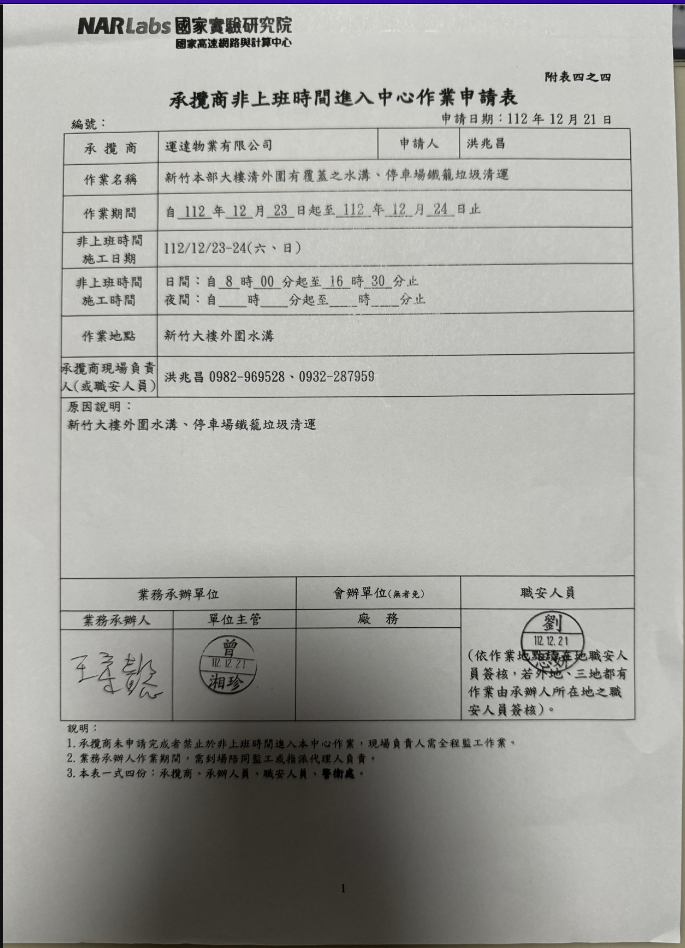 NARLabs 國家實驗研究院
國家高速網路與計算中心
附表四之四
承攬商非上班時間進入中心作業申請表
編號：
申請日期：112 年 12 月 21 日
承攬商 運達物業有限公司 申請人 洪兆昌
作業名稱 新竹本部大樓清外圍有覆蓋之水溝、停車場鐵籠垃圾清運
作業期間 自 112 年 12 月 23 日起至 112 年 12 月 24 日止
非上班時間
施工日期
112/12/23-24(六、日)
非上班時間
施工時間
日間：自 8 時 00 分起至 16 時 30 分止
夜間：自____時____分起至____時____分止
作業地點 新竹大樓外圍水溝
承攬商現場負責
人(或職安人員)
洪兆昌 0982-969528、0932-287959
原因說明：
新竹大樓外圍水溝、停車場鐵籠垃圾清運
業務承辦單位 會辦單位(無者免) 職安人員
業務承辦人 單位主管 廠務
曾
112.12.21
湘珍
劉
112.12.21
(依作業地點請在地職安人
員簽核，若外地、三地都有
作業由承辦人所在地之職
安人員簽核)。
說明：
1.承攬商未申請完成者禁止於非上班時間進入本中心作業，現場負責人需全程監工作業。
2.業務承辦人作業期間，需到場陪同監工或指派代理人負責。
3.本表一式四份：承攬商、承辦人員、職安人員、警衛處。
1